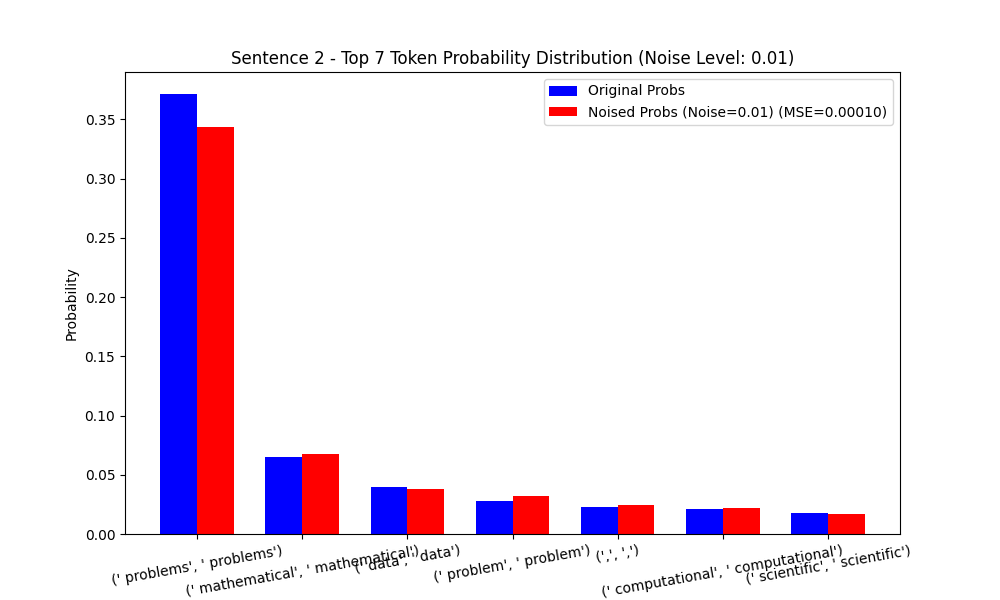 Sentence 2 - Top 7 Token Probability Distribution (Noise Level: 0.01)
Original Probs
Noised Probs (Noise=0.01) (MSE=0.00010)
Probability
0.35
0.30
0.25
0.20
0.15
0.10
0.05
0.00
(' problems', ' problems')
(' mathematical', ' mathematical')
(' data', ' data')
(' problem', ' problem')
(',', ',')
(' computational', ' computational')
(' scientific', ' scientific')